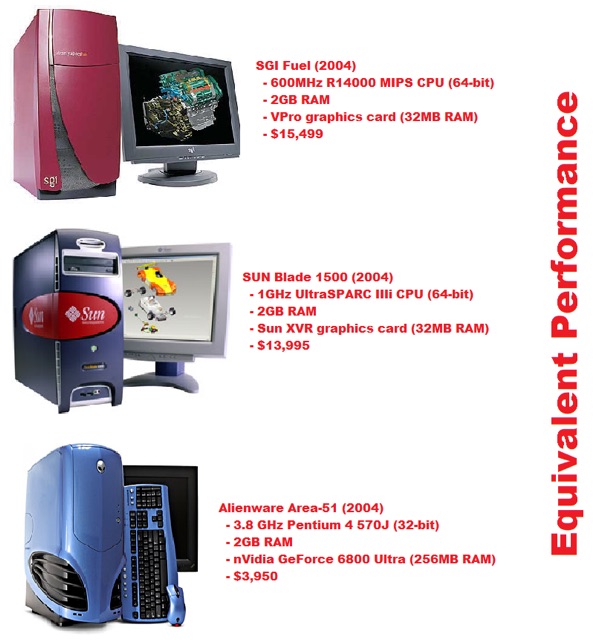 SGI Fuel (2004)
- 600MHz R14000 MIPS CPU (64-bit)
- 2GB RAM
- VPro graphics card (32MB RAM)
- $15,499
sgi
SUN Blade 1500 (2004)
- 1GHz UltraSPARC IIIi CPU (64-bit)
- 2GB RAM
- Sun XVR graphics card (32MB RAM)
- $13,995
Sun
Sun
Alienware Area-51 (2004)
- 3.8 GHz Pentium 4 570J (32-bit)
- 2GB RAM
- nVidia GeForce 6800 Ultra (256MB RAM)
- $3,950
Equivalent Performance